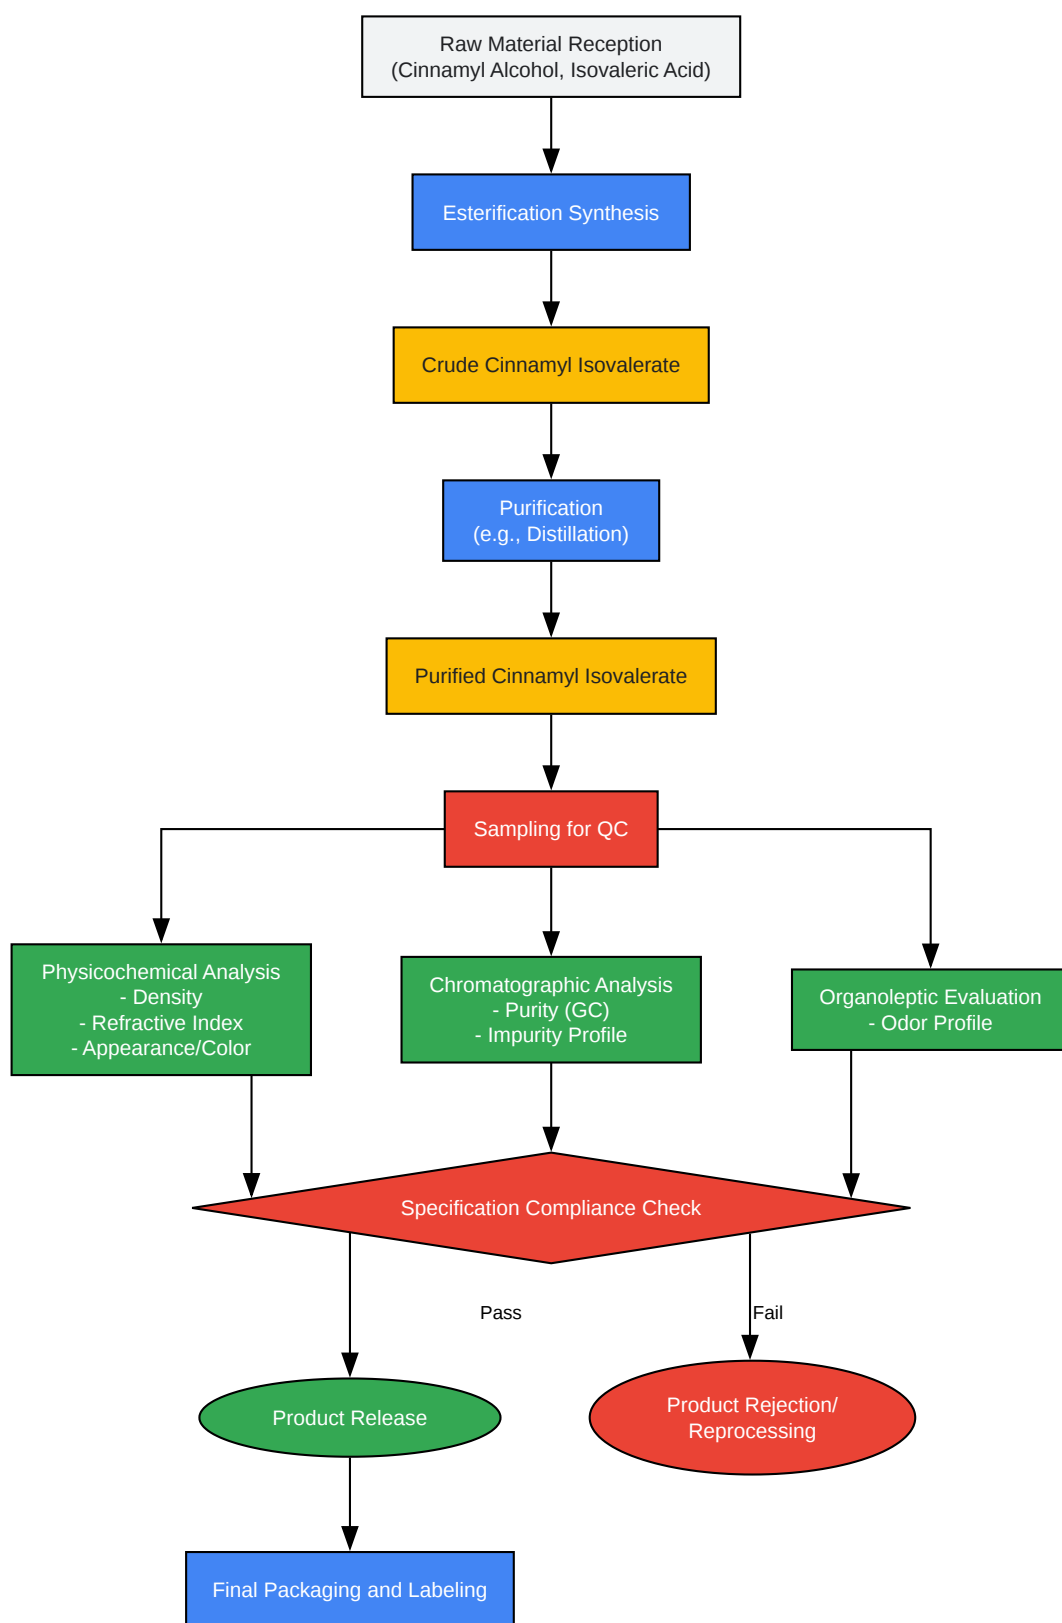 Raw Material Reception
(Cinnamyl Alcohol, Isovaleric Acid)
Esterification Synthesis
Crude Cinnamyl Isovalerate
Purification
(e.g., Distillation)
Purified Cinnamyl Isovalerate
Sampling for QC
Physicochemical Analysis
- Density
- Refractive Index
- Appearance/Color
Chromatographic Analysis
- Purity (GC)
- Impurity Profile
Organoleptic Evaluation
- Odor Profile
Specification Compliance Check
Pass
Fail
Product Release
Product Rejection/
Reprocessing
Final Packaging and Labeling